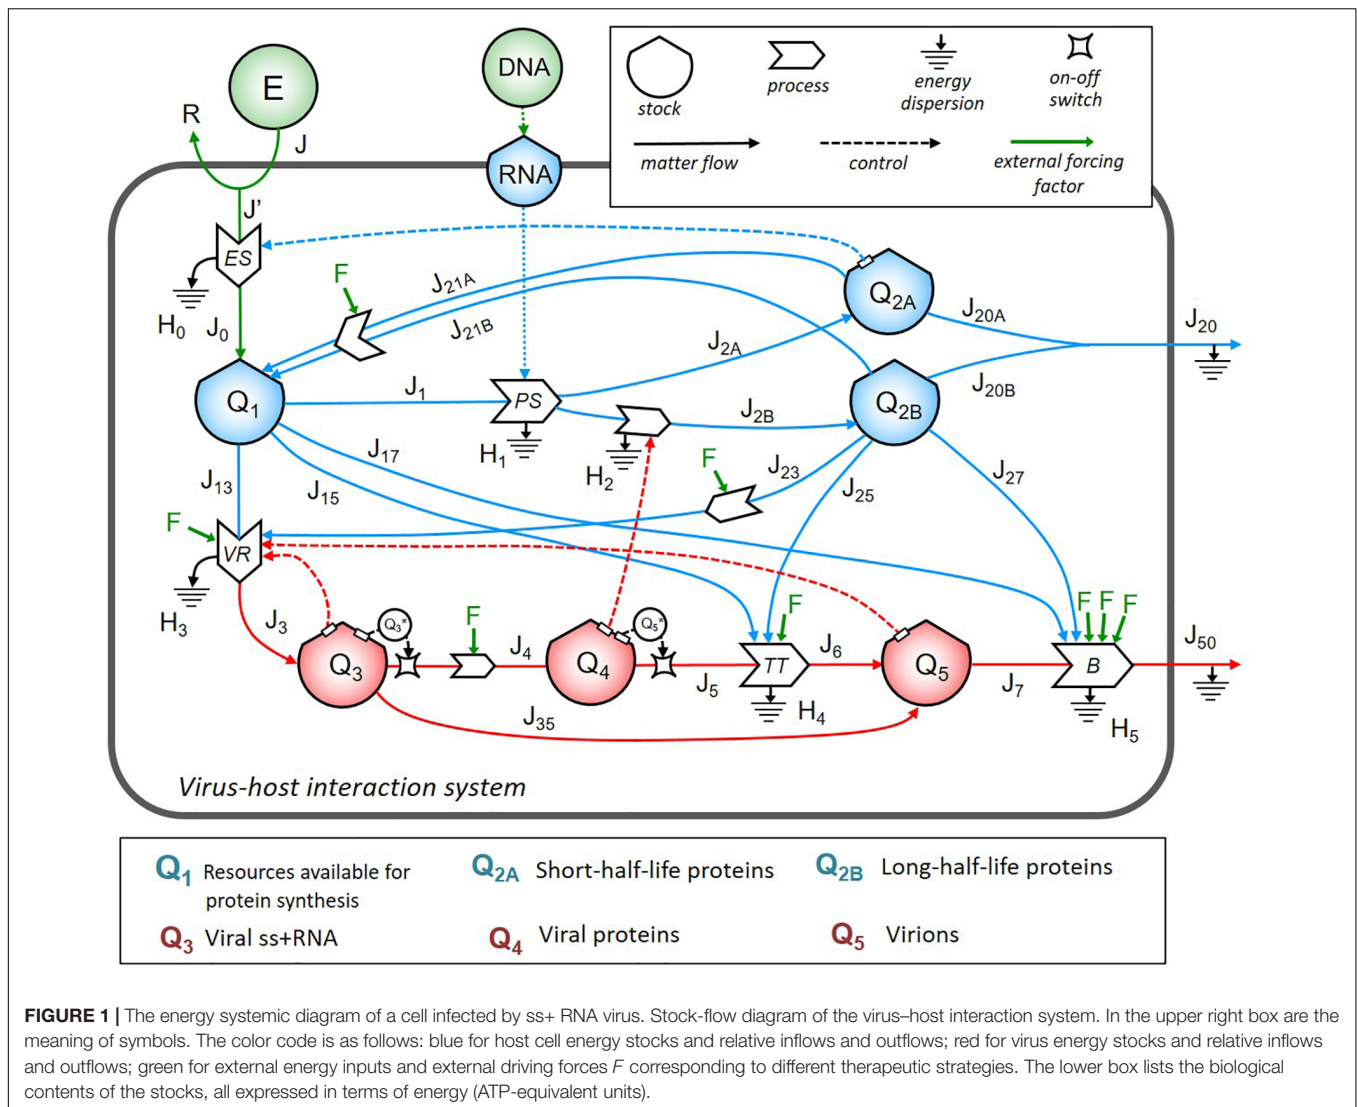 E
DNA
R
J
RNA
stock
process
energy
dispersion
on-off
switch
matter flow
control
external forcing
factor
J'
ES
H0
J0
F
J21A
J21B
Q2A
J20A
J20
J2A
J20B
Q1
J1
PS
J2B
Q2B
H1
H2
J17
J13
J15
F
J23
J25
J27
F
VR
H3
J3
Q3
Q3*
F
J4
Q4
Q5*
J5
F
TT
H4
J6
Q5
J7
F F F
B
H5
J50
J35
Virus-host interaction system
Q1 Resources available for
protein synthesis
Q2A Short-half-life proteins
Q2B Long-half-life proteins
Q3 Viral ss+RNA
Q4 Viral proteins
Q5 Virions
FIGURE 1 | The energy systemic diagram of a cell infected by ss+ RNA virus. Stock-flow diagram of the virus–host interaction system. In the upper right box are the
meaning of symbols. The color code is as follows: blue for host cell energy stocks and relative inflows and outflows; red for virus energy stocks and relative inflows
and outflows; green for external energy inputs and external driving forces F corresponding to different therapeutic strategies. The lower box lists the biological
contents of the stocks, all expressed in terms of energy (ATP-equivalent units).